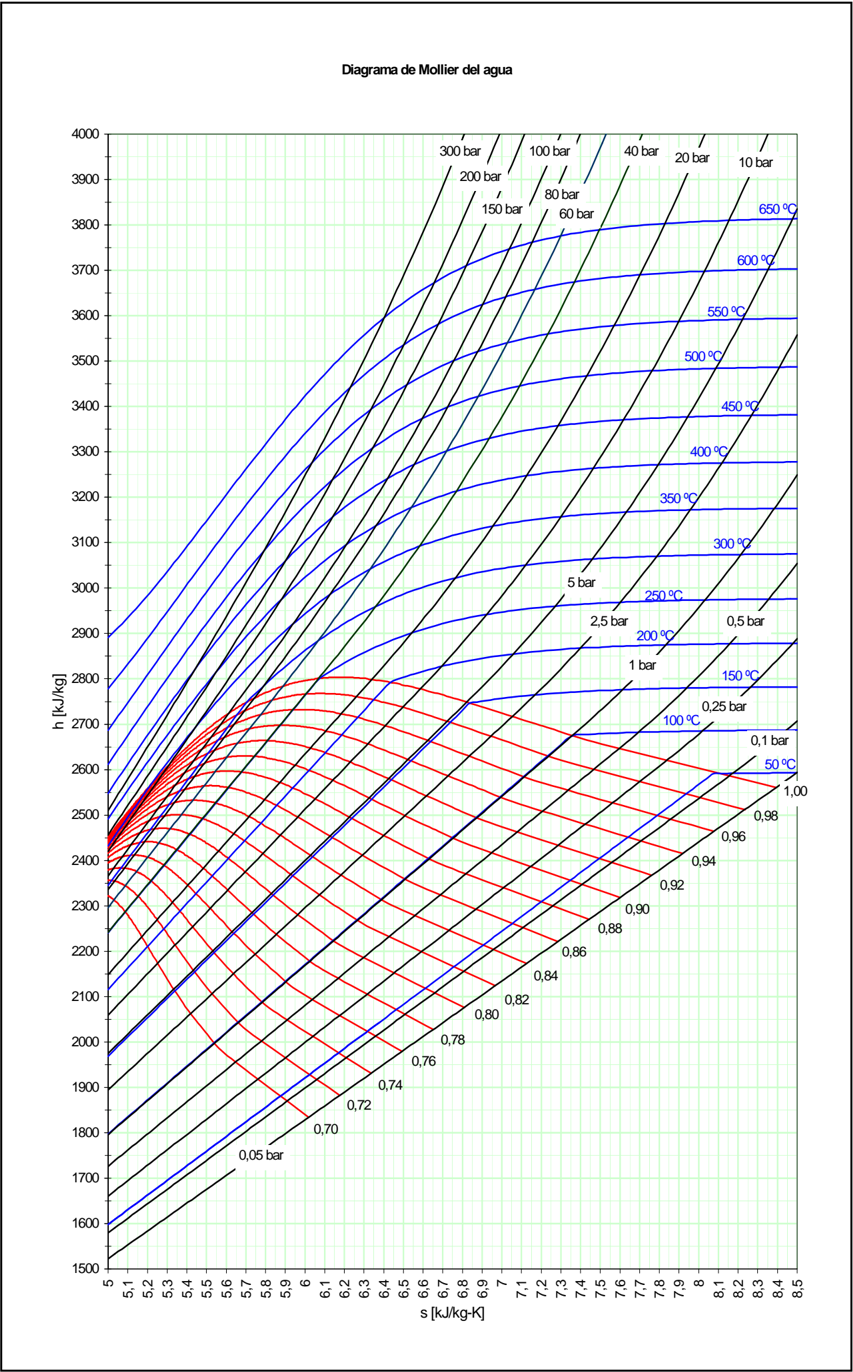 Diagrama de Mollier del agua
4000
3900
3800
3700
3600
3500
3400
3300
3200
3100
3000
2900
2800
2700
2600
2500
2400
2300
2200
2100
2000
1900
1800
1700
1600
1500
h [kJ/kg]
300 bar
100 bar
40 bar
20 bar
10 bar
200 bar
80 bar
150 bar
60 bar
650 ºC
600 ºC
550 ºC
500 ºC
450 ºC
400 ºC
350 ºC
300 ºC
5 bar
250 ºC
2,5 bar
0,5 bar
200 ºC
1 bar
150 ºC
0,25 bar
100 ºC
0,1 bar
50 ºC
1,00
0,98
0,96
0,94
0,92
0,90
0,88
0,86
0,84
0,82
0,80
0,78
0,76
0,74
0,72
0,70
0,05 bar
5
5,1
5,2
5,3
5,4
5,5
5,6
5,7
5,8
5,9
6
6,1
6,2
6,3
6,4
6,5
6,6
6,7
6,8
6,9
7
7,1
7,2
7,3
7,4
7,5
7,6
7,7
7,8
7,9
8
8,1
8,2
8,3
8,4
8,5
s [kJ/kg-K]